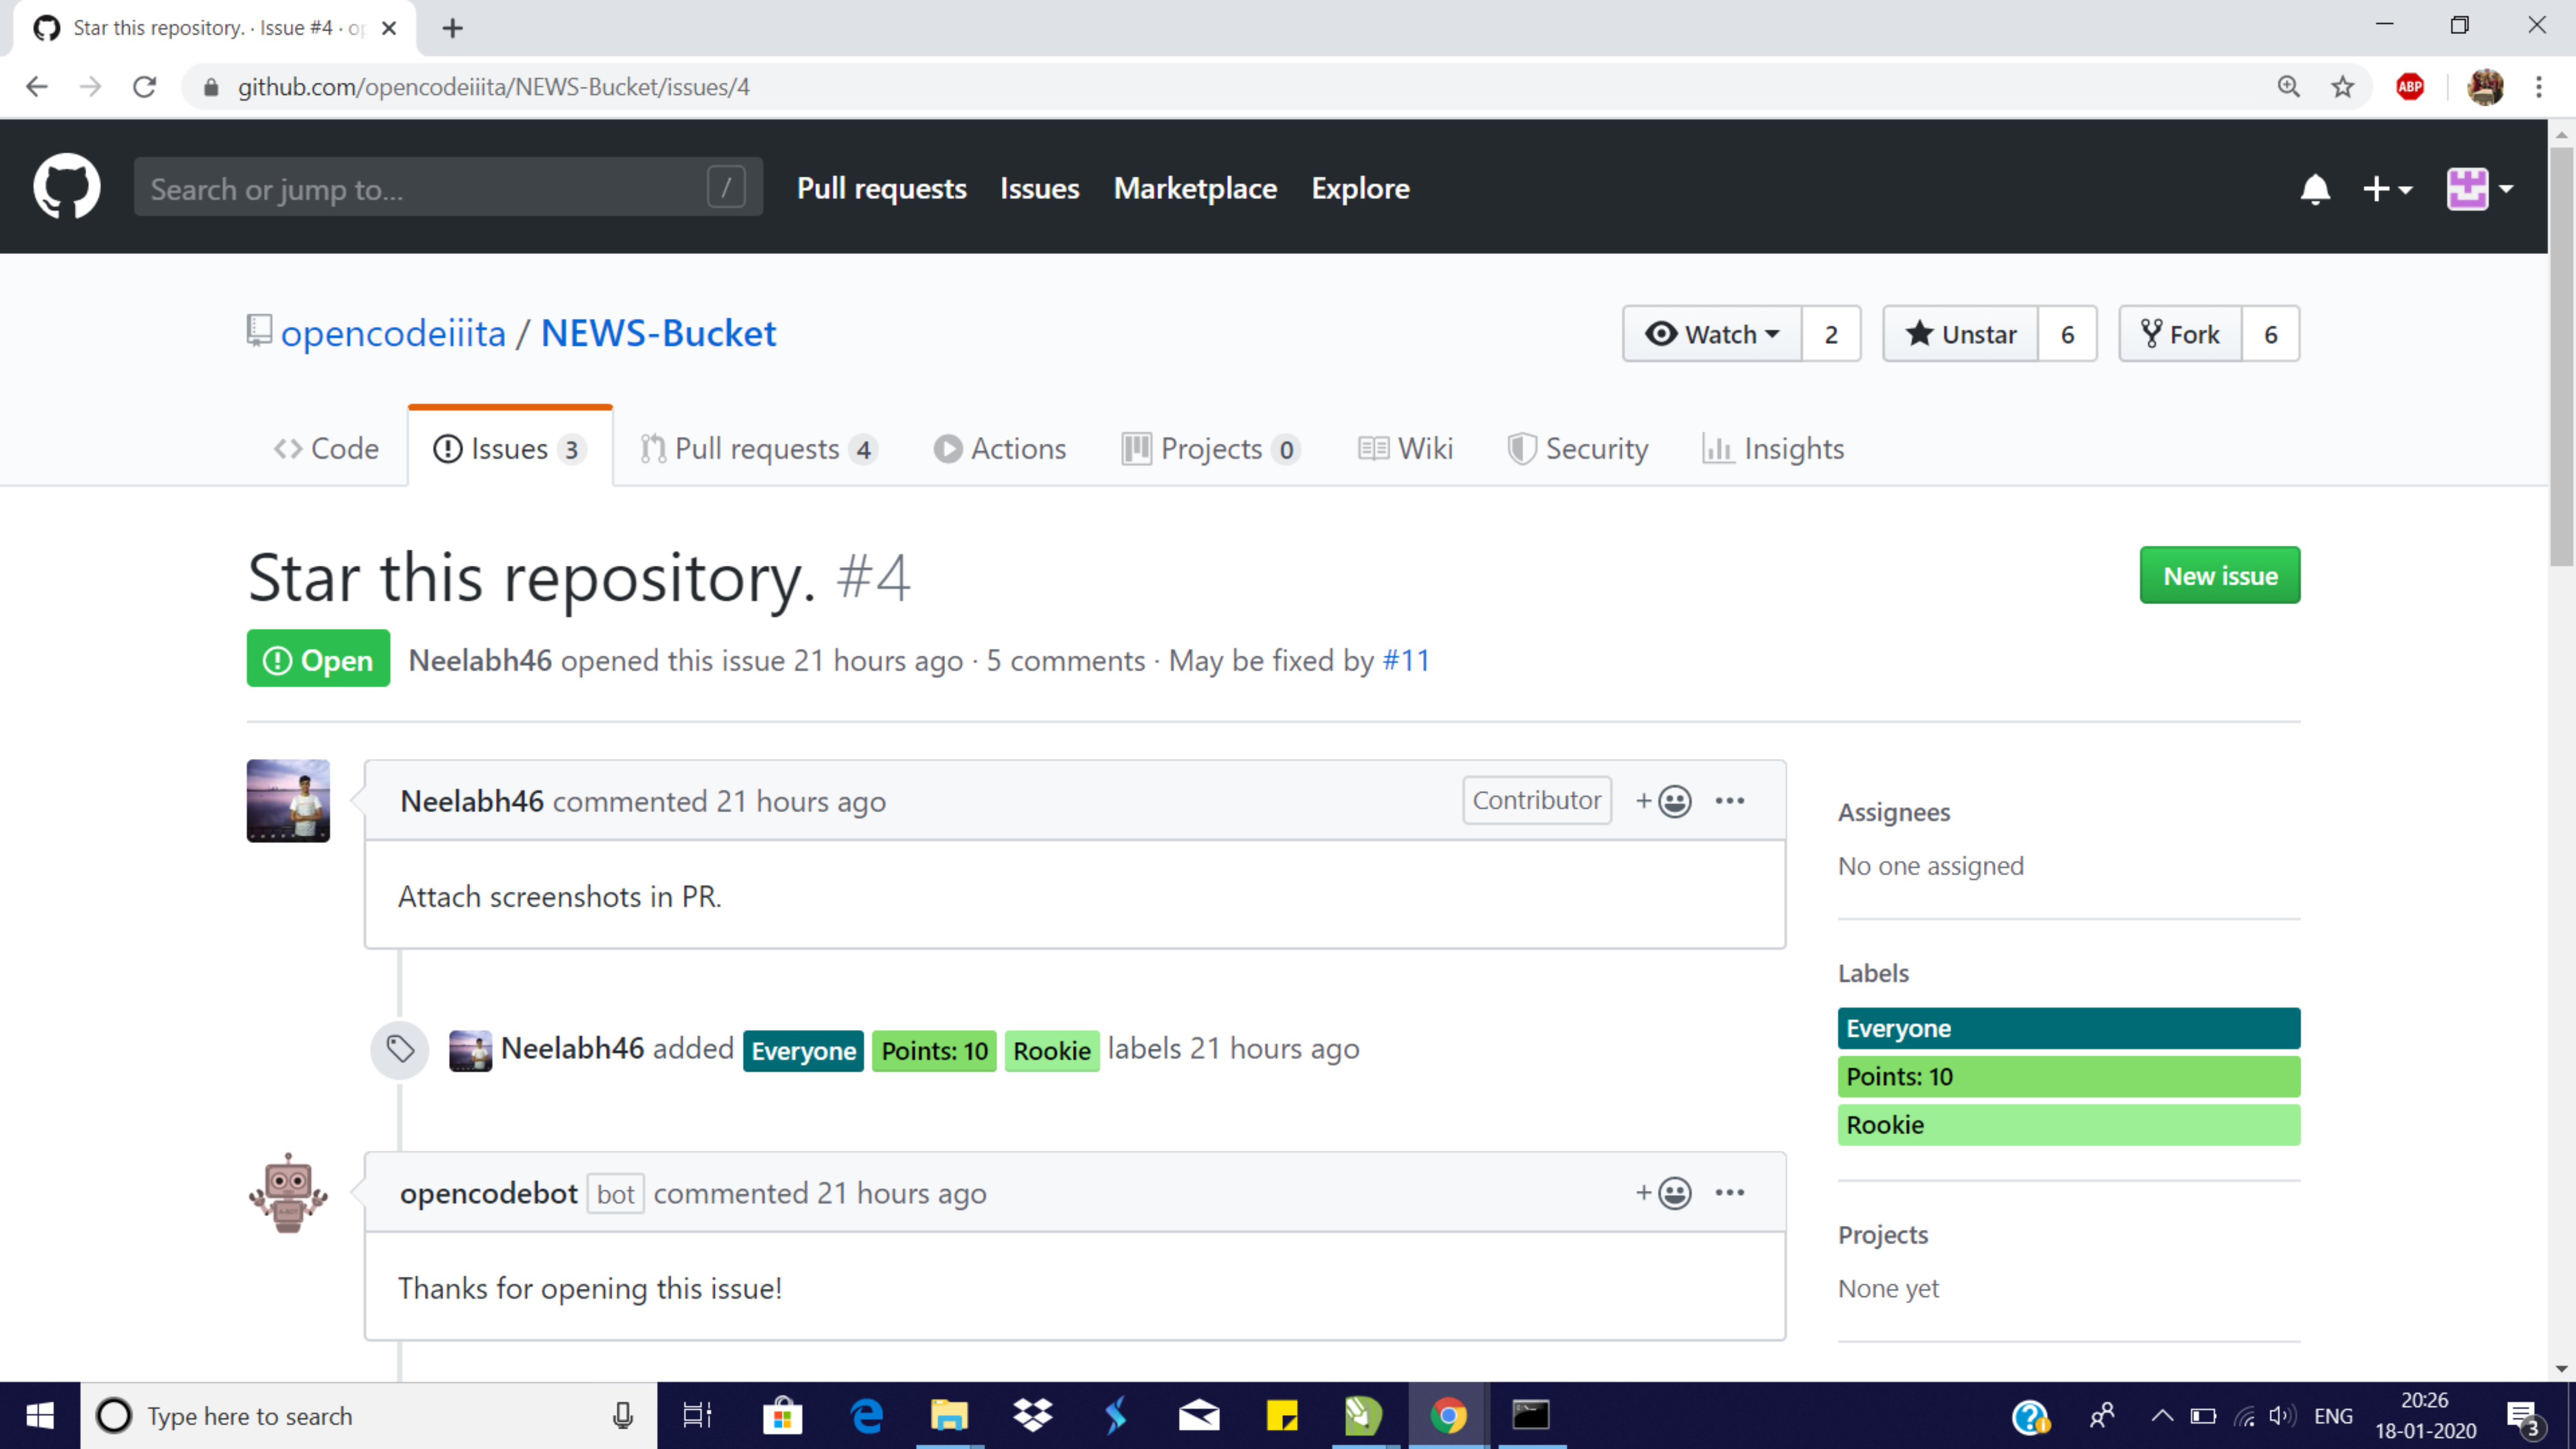 Star this repository. · Issue #4 · op
github.com/opencodeiiita/NEWS-Bucket/issues/4
ABP
Search or jump to... /
Pull requests Issues Marketplace Explore
opencodeiiita / NEWS-Bucket
Watch 2 Unstar 6 Fork 6
Code Issues 3 Pull requests 4 Actions Projects 0 Wiki Security Insights
Star this repository. #4
New issue
Open Neelabh46 opened this issue 21 hours ago · 5 comments · May be fixed by #11
Neelabh46 commented 21 hours ago Contributor
Attach screenshots in PR.
Neelabh46 added Everyone Points: 10 Rookie labels 21 hours ago
opencodebot bot commented 21 hours ago
Thanks for opening this issue!
Assignees
No one assigned
Labels
Everyone
Points: 10
Rookie
Projects
None yet
Type here to search
ENG
20:26
18-01-2020
3